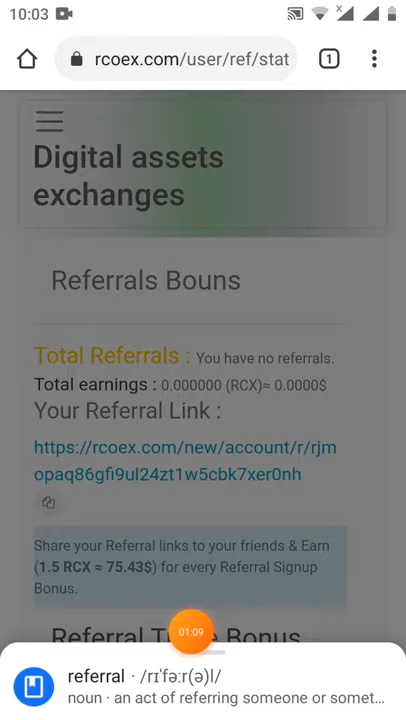 10:03
rcoex.com/user/ref/stat
1
Digital assets
exchanges
Referrals Bouns
Total Referrals : You have no referrals.
Total earnings : 0.000000 (RCX)≈ 0.0000$
Your Referral Link :
https://rcoex.com/new/account/r/rjm
opaq86gfi9ul24zt1w5cbk7xer0nh
Share your Referral links to your friends & Earn
(1.5 RCX ≈ 75.43$) for every Referral Signup
Bonus.
Referral T e Bonus
01:09
referral · /rɪˈfəːr(ə)l/
noun · an act of referring someone or somet...